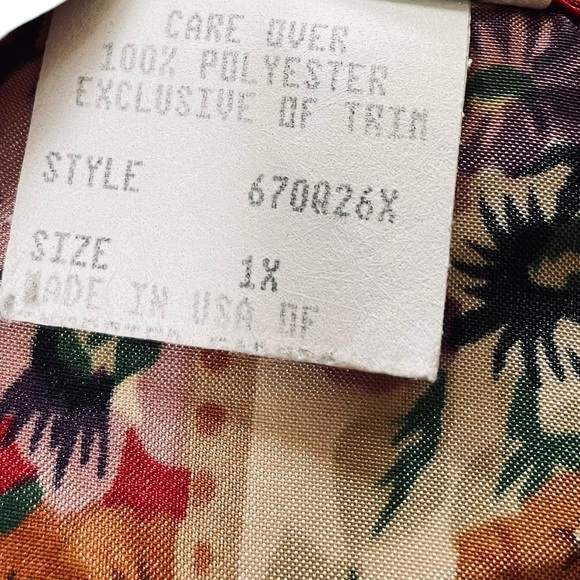 CARE OVER
100% POLYESTER
EXCLUSIVE OF TRIM
STYLE 670Q26X
SIZE 1X
MADE IN USA OF